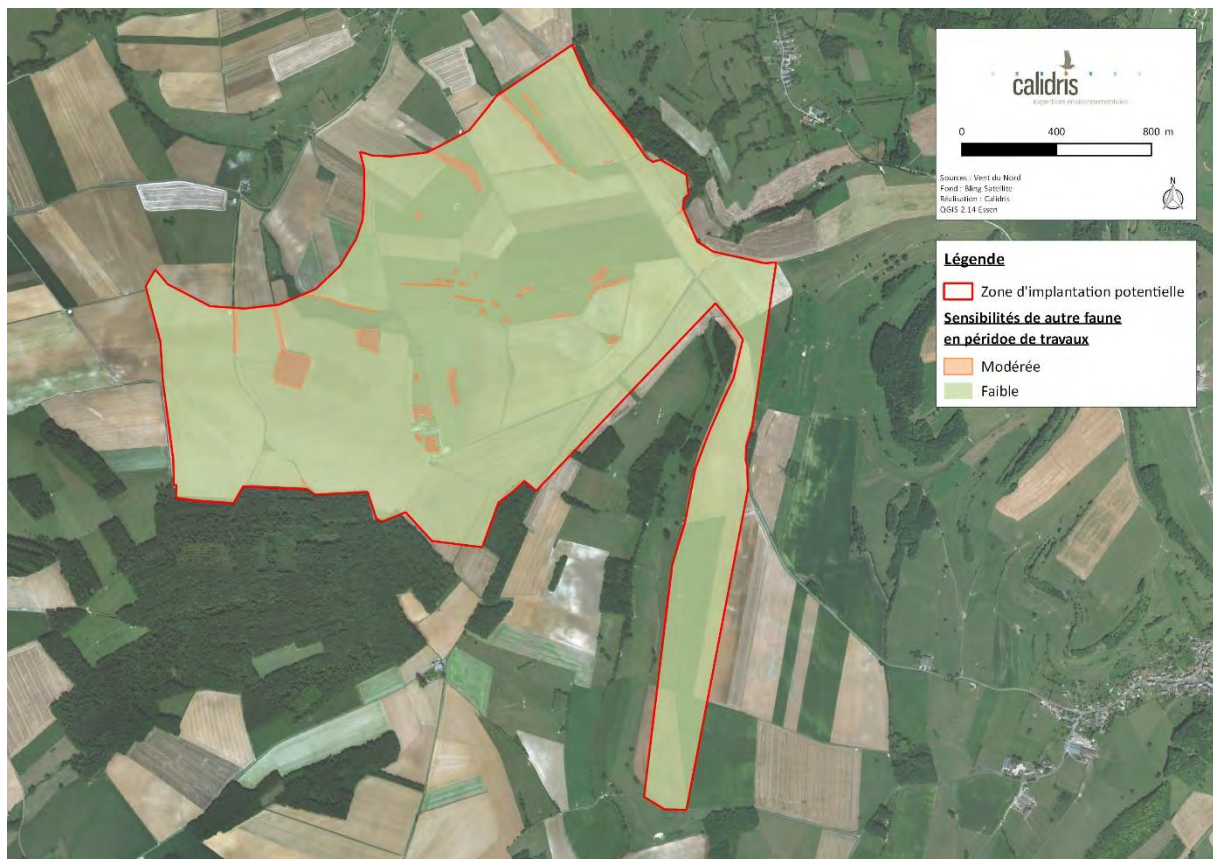 calidris
expertises environnementales
0 400 800 m
Sources : Vent du Nord
Fond : Bling Satellite
Réalisation : Calidris
QGIS 2.14 Essen
N
Légende
Zone d'implantation potentielle
Sensibilités de autre faune
en péridoe de travaux
Modérée
Faible